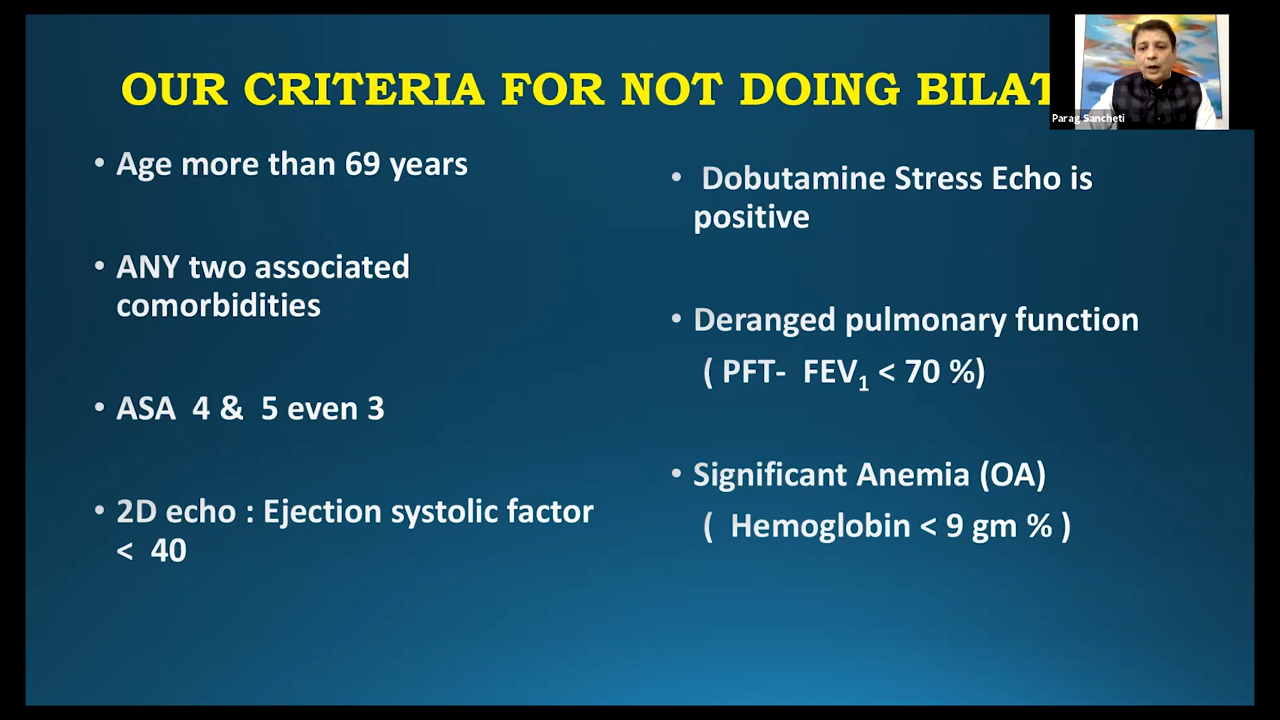 OUR CRITERIA FOR NOT DOING BILAT
Parag Sancheti
• Age more than 69 years
• ANY two associated
comorbidities
• ASA 4 & 5 even 3
• 2D echo : Ejection systolic factor
< 40
• Dobutamine Stress Echo is
positive
• Deranged pulmonary function
( PFT- FEV₁ < 70 %)
• Significant Anemia (OA)
( Hemoglobin < 9 gm % )